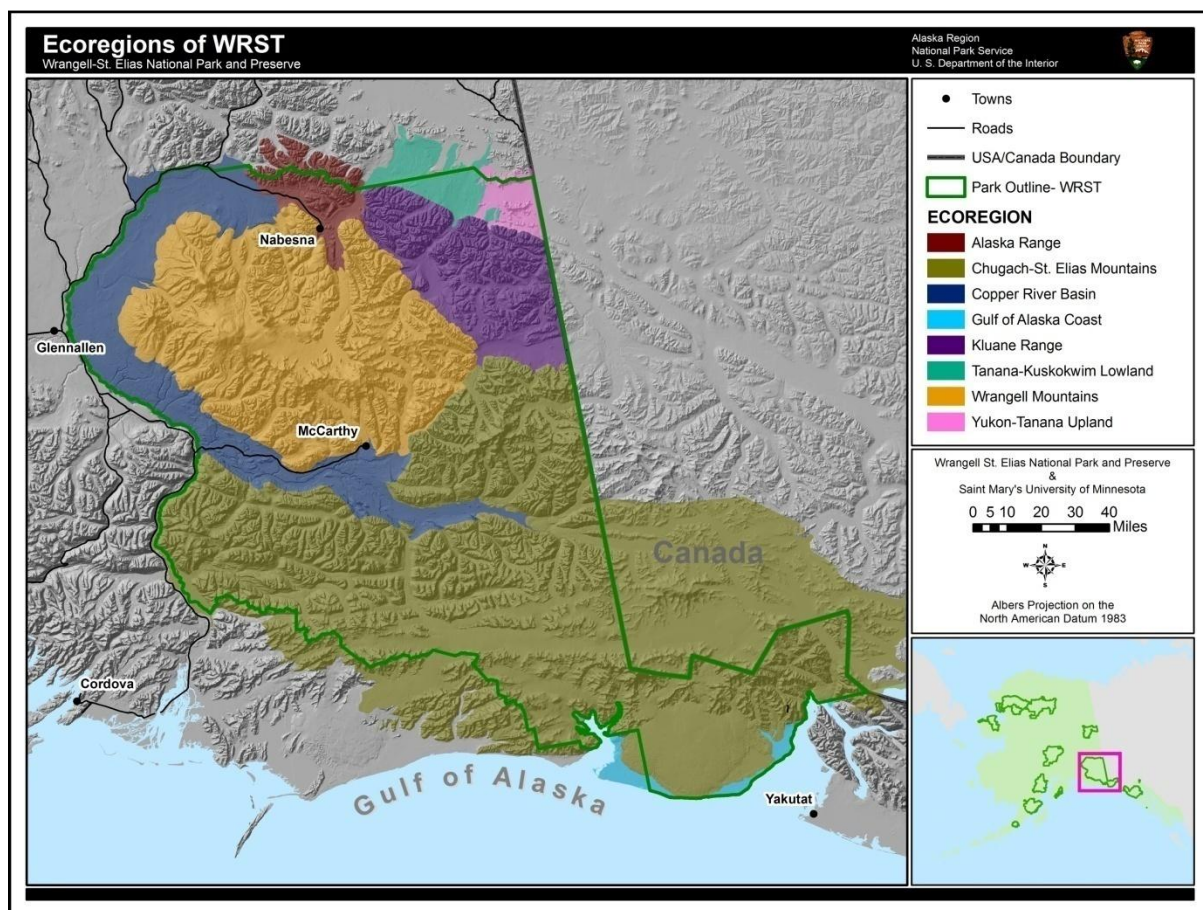 Ecoregions of WRST
Wrangell-St. Elias National Park and Preserve
Alaska Region
National Park Service
U. S. Department of the Interior
Towns
Roads
USA/Canada Boundary
Park Outline- WRST
ECOREGION
Alaska Range
Chugach-St. Elias Mountains
Copper River Basin
Gulf of Alaska Coast
Kluane Range
Tanana-Kuskokwim Lowland
Wrangell Mountains
Yukon-Tanana Upland
Wrangell St. Elias National Park and Preserve
&
Saint Mary's University of Minnesota
0 5 10 20 30 40
Miles
N
W E
S
Albers Projection on the
North American Datum 1983
Nabesna
Glennallen
McCarthy
Canada
Cordova
Gulf of Alaska
Yakutat